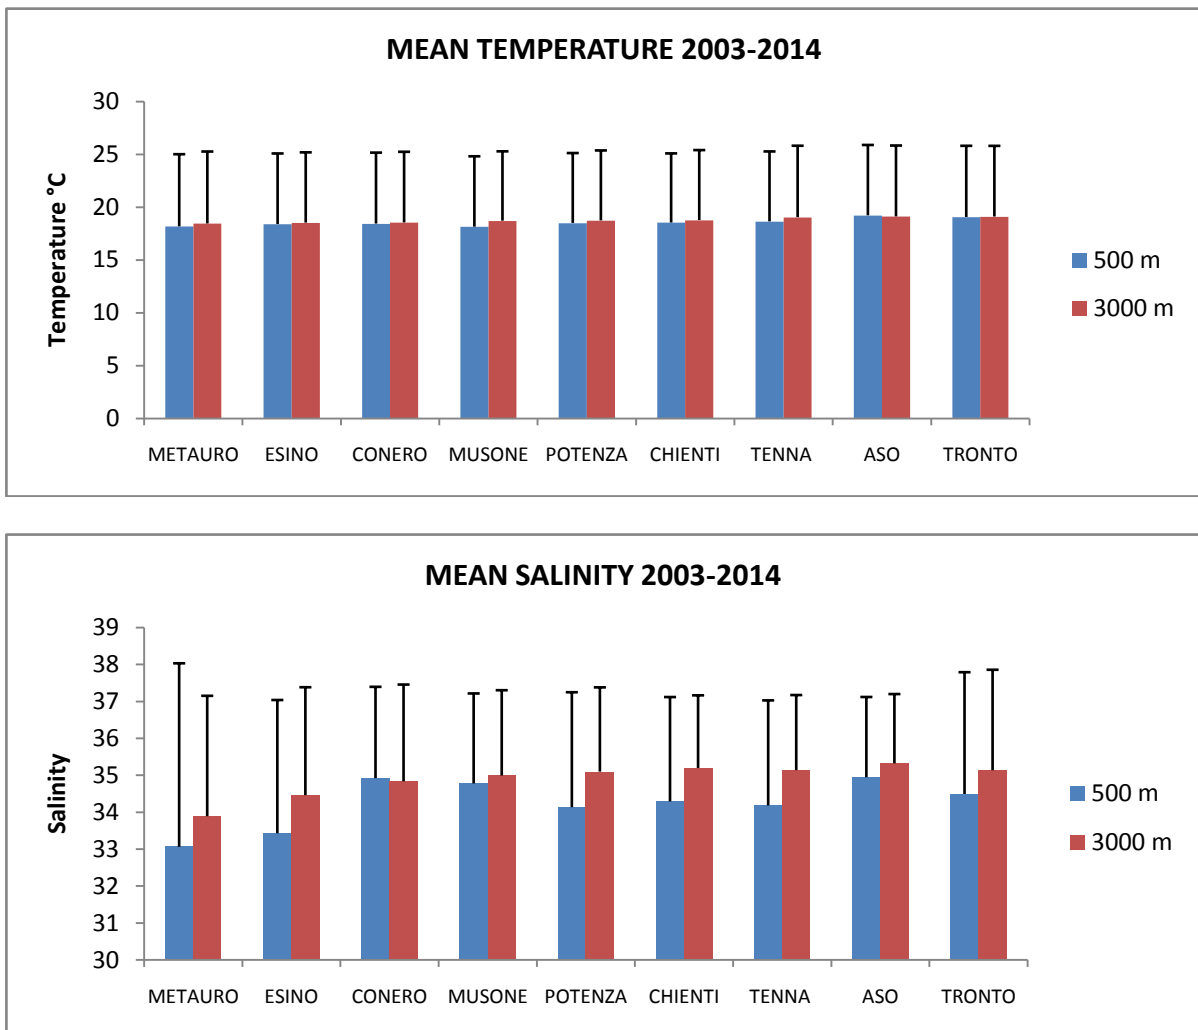 MEAN TEMPERATURE 2003-2014
30
25
20
15
10
5
0
Temperature °C
METAURO ESINO CONERO MUSONE POTENZA CHIENTI TENNA ASO TRONTO
500 m
3000 m
MEAN SALINITY 2003-2014
39
38
37
36
35
34
33
32
31
30
Salinity
METAURO ESINO CONERO MUSONE POTENZA CHIENTI TENNA ASO TRONTO
500 m
3000 m